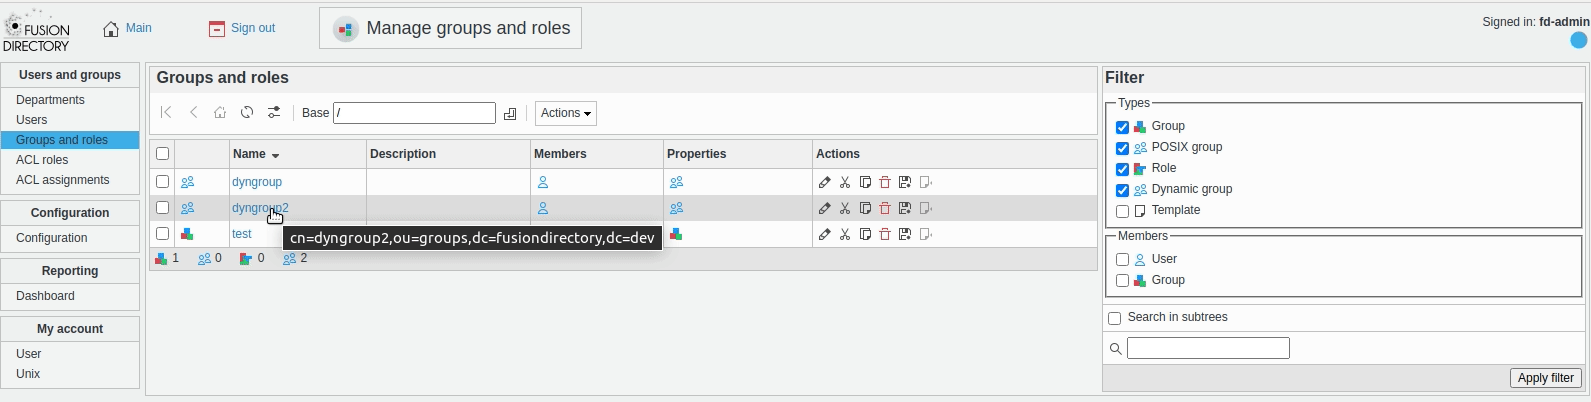 FUSION
DIRECTORY
Main
Sign out
Manage groups and roles
Signed in: fd-admin
Users and groups
Departments
Users
Groups and roles
ACL roles
ACL assignments
Configuration
Configuration
Reporting
Dashboard
My account
User
Unix
Groups and roles
Base /
Actions
Name Description Members Properties Actions
dyngroup
dyngroup2
test
cn=dyngroup2,ou=groups,dc=fusiondirectory,dc=dev
1 0 0 2
Filter
Types
Group
POSIX group
Role
Dynamic group
Template
Members
User
Group
Search in subtrees
Apply filter